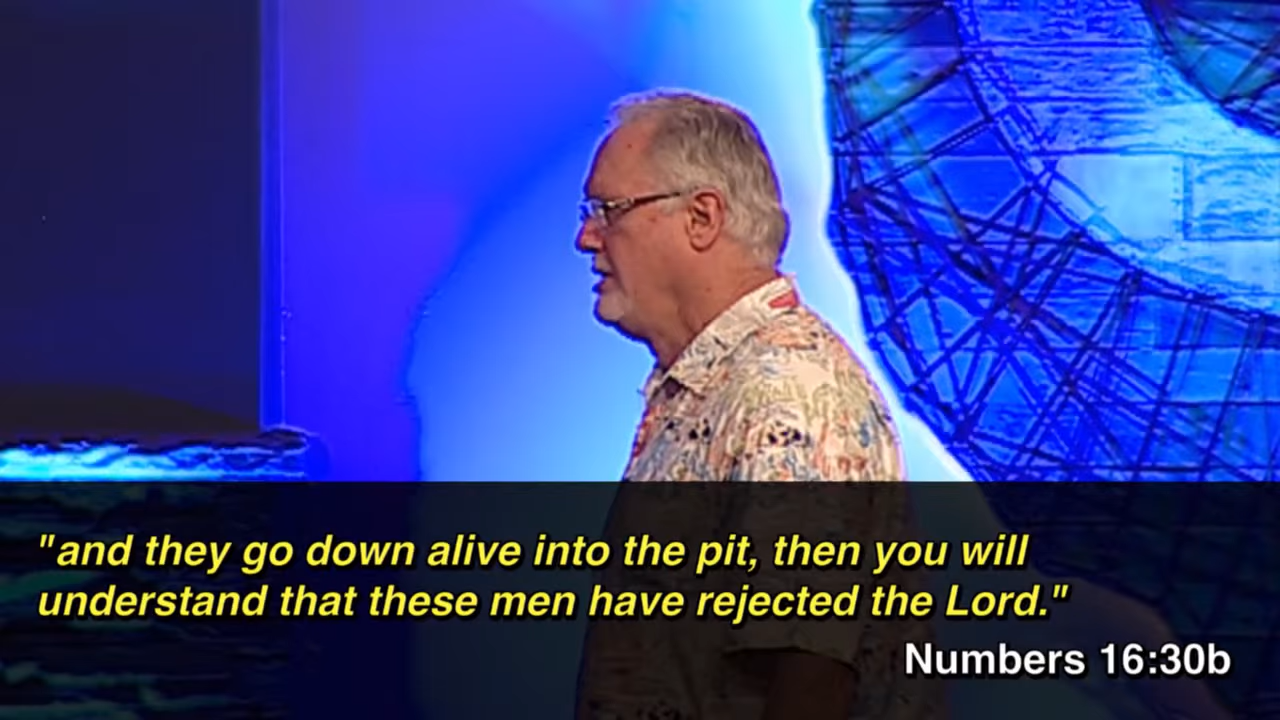 "and they go down alive into the pit, then you will
understand that these men have rejected the Lord."
Numbers 16:30b